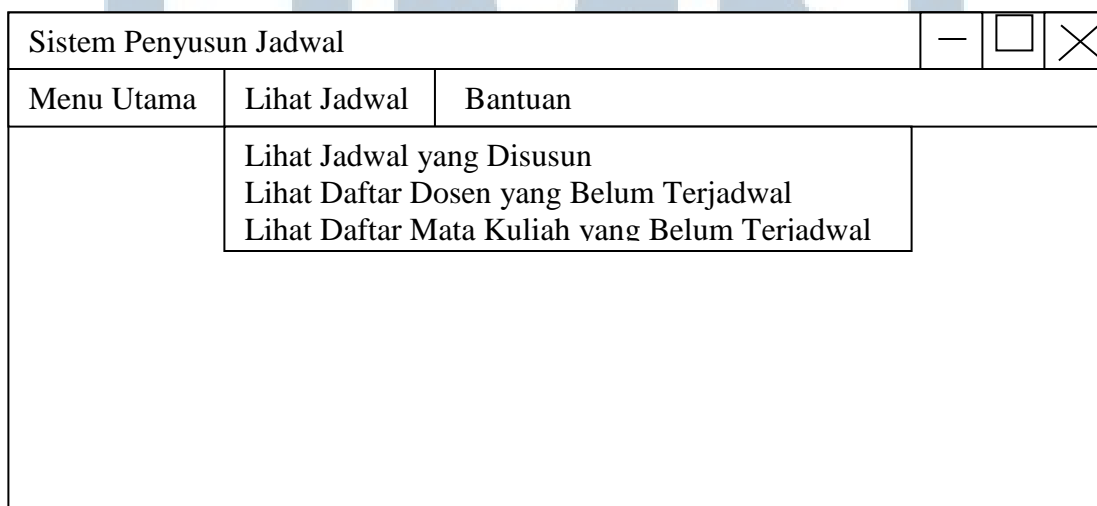 Sistem Penyusun Jadwal
Menu Utama Lihat Jadwal Bantuan
Lihat Jadwal yang Disusun
Lihat Daftar Dosen yang Belum Terjadwal
Lihat Daftar Mata Kuliah yang Belum Terjadwal